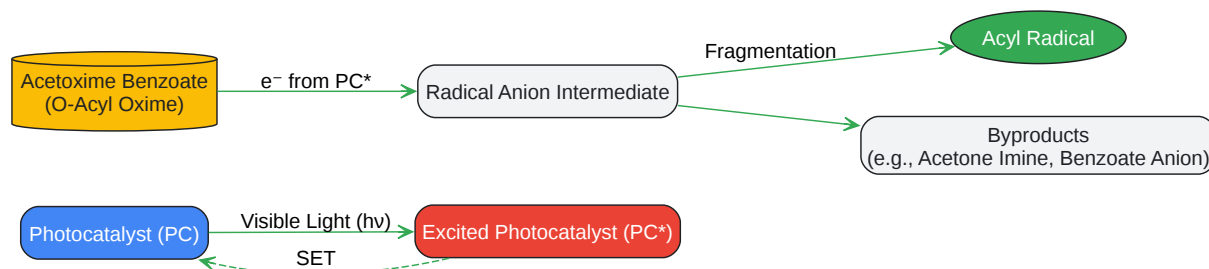 Acyl Radical
Fragmentation
Acetoxime Benzoate
(O-Acyl Oxime)
e⁻ from PC*
Radical Anion Intermediate
Byproducts
(e.g., Acetone Imine, Benzoate Anion)
Photocatalyst (PC)
Visible Light (hν)
Excited Photocatalyst (PC*)
SET